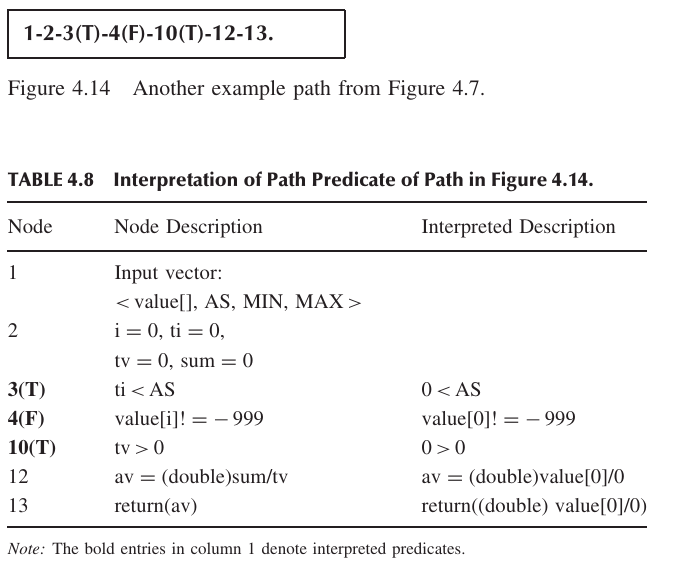 1-2-3(T)-4(F)-10(T)-12-13.
Figure 4.14 Another example path from Figure 4.7.
TABLE 4.8 Interpretation of Path Predicate of Path in Figure 4.14.
Node Node Description Interpreted Description
1 Input vector:
< value[], AS, MIN, MAX >
2 i = 0, ti = 0,
tv = 0, sum = 0
3(T) ti < AS 0 < AS
4(F) value[i]! = − 999 value[0]! = − 999
10(T) tv > 0 0 > 0
12 av = (double)sum/tv av = (double)value[0]/0
13 return(av) return((double) value[0]/0)
Note: The bold entries in column 1 denote interpreted predicates.